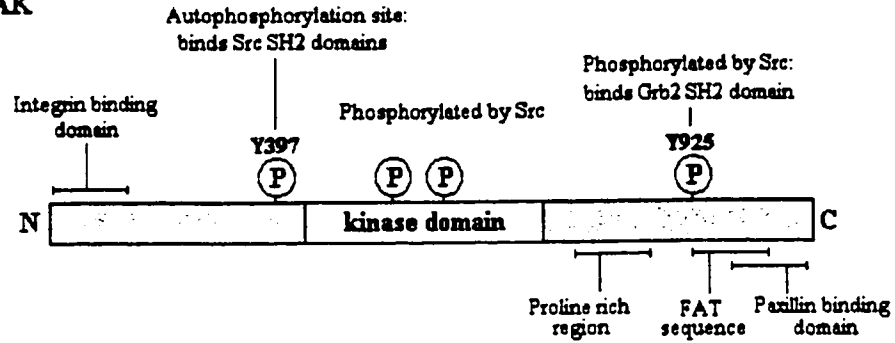 AK
Autophosphorylation site:
binds Src SH2 domains
Phosphorylated by Src:
binds Grb2 SH2 domain
Integrin binding
domain
Phosphorylated by Src
Y397
Y925
P
P
P
P
N
kinase domain
C
Proline rich
region
FAT
sequence
Paxillin binding
domain